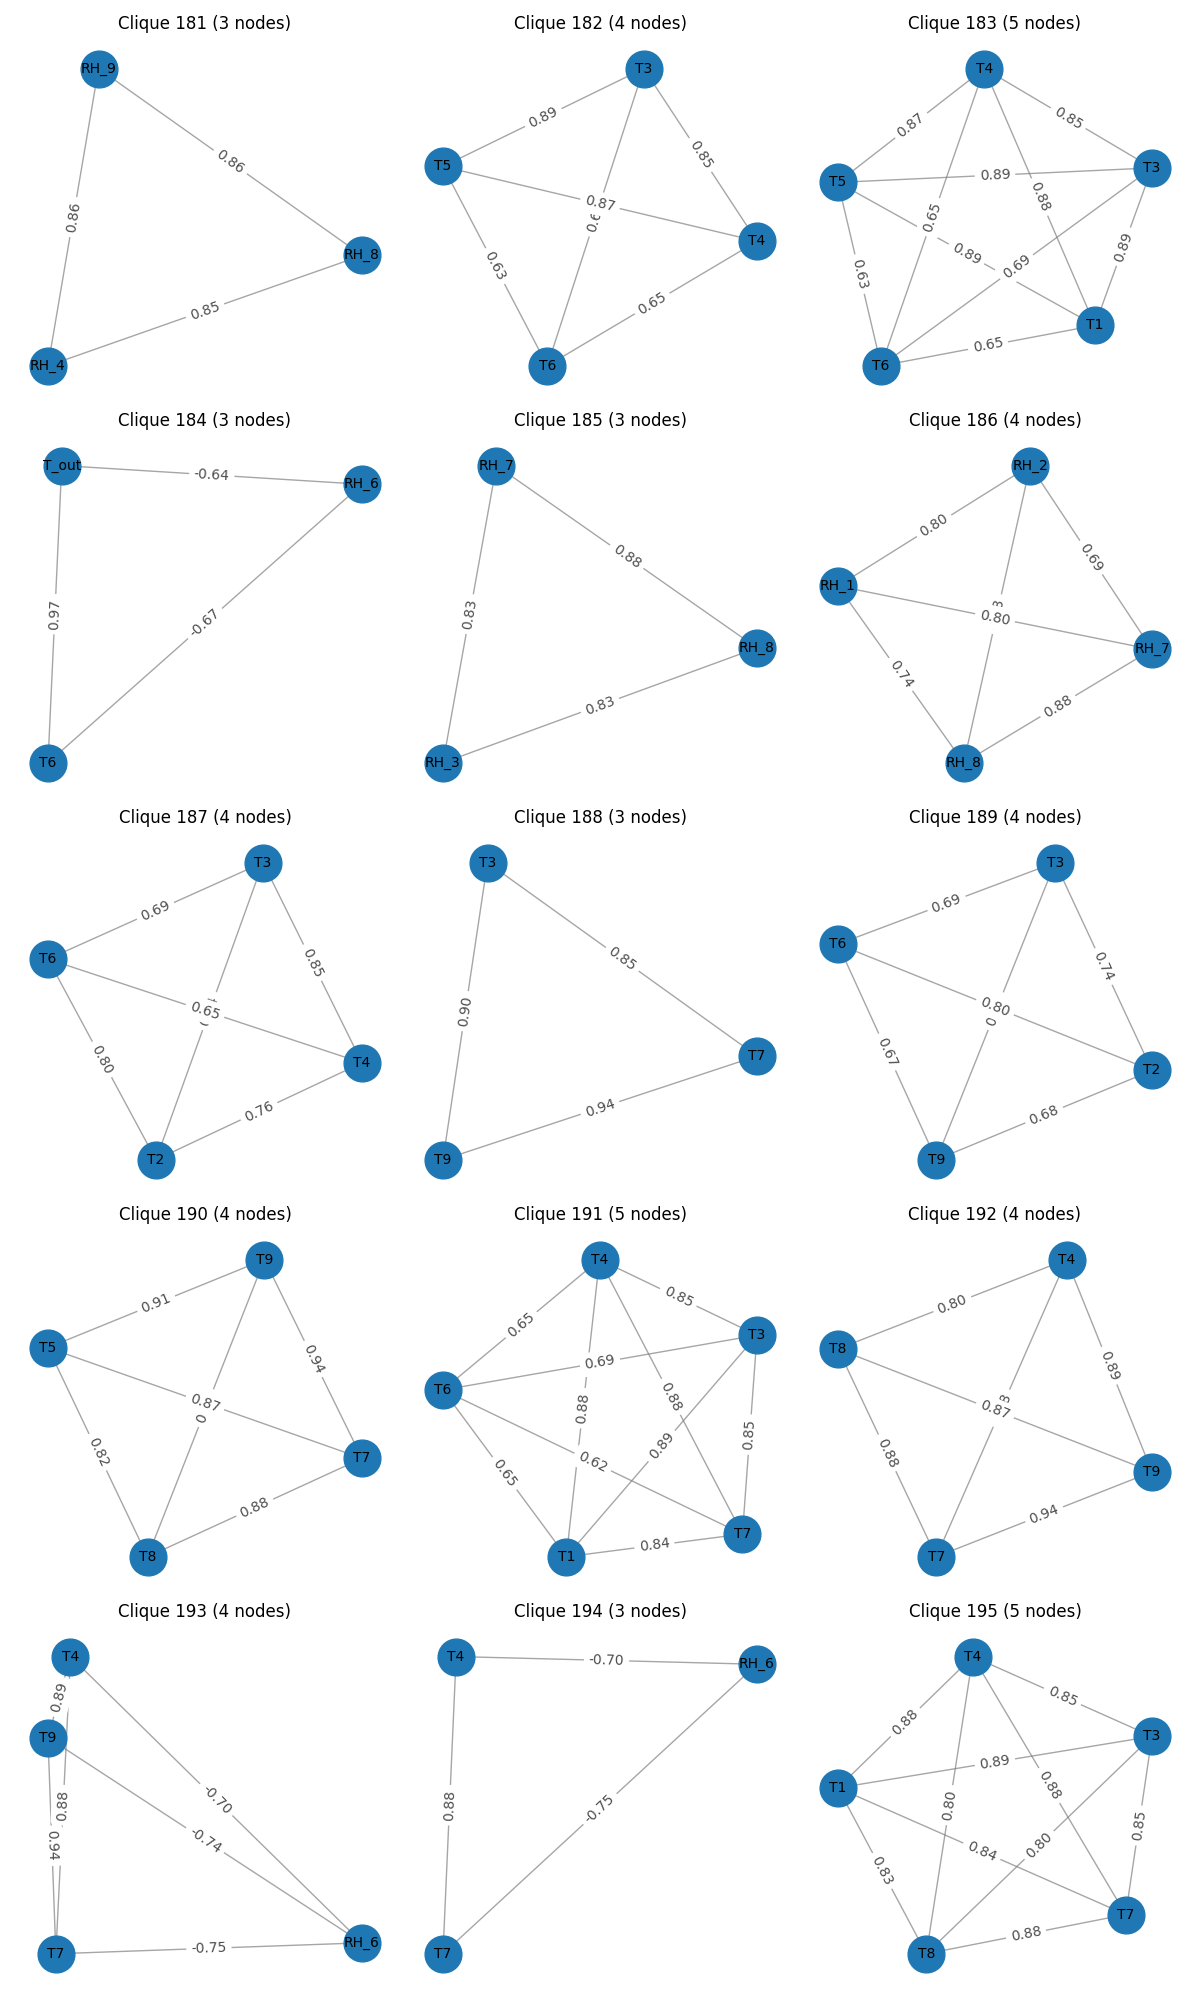 Clique 181 (3 nodes)
RH_9
0.86
0.86
RH_8
0.85
RH_4
Clique 182 (4 nodes)
T3
0.89
0.85
T5
0.87
T4
0.63
0.65
T6
Clique 183 (5 nodes)
T4
0.87
0.85
T3
0.89
T5
0.88
0.65
0.89
0.89
0.69
0.63
T1
0.65
T6
Clique 184 (3 nodes)
T_out
-0.64
RH_6
0.97
-0.67
T6
Clique 185 (3 nodes)
RH_7
0.88
0.83
RH_8
0.83
RH_3
Clique 186 (4 nodes)
RH_2
0.80
0.69
RH_1
0.80
RH_7
0.74
0.88
RH_8
Clique 187 (4 nodes)
T3
0.69
T6
0.85
0.65
0.80
T4
0.76
T2
Clique 188 (3 nodes)
T3
0.85
0.90
T7
0.94
T9
Clique 189 (4 nodes)
T3
0.69
T6
0.74
0.80
0.67
T2
0.68
T9
Clique 190 (4 nodes)
T9
0.91
T5
0.94
0.87
0.82
T7
0.88
T8
Clique 191 (5 nodes)
T4
0.85
0.65
T3
0.69
T6
0.88
0.88
0.85
0.89
0.62
0.65
T7
0.84
T1
Clique 192 (4 nodes)
T4
0.80
T8
0.89
0.87
0.88
T9
0.94
T7
Clique 193 (4 nodes)
T4
0.89
T9
0.88
-0.70
-0.74
0.94
RH_6
-0.75
T7
Clique 194 (3 nodes)
T4
-0.70
RH_6
0.88
-0.75
T7
Clique 195 (5 nodes)
T4
0.85
0.88
T3
0.89
T1
0.88
0.80
0.85
0.80
0.84
0.83
T7
0.88
T8